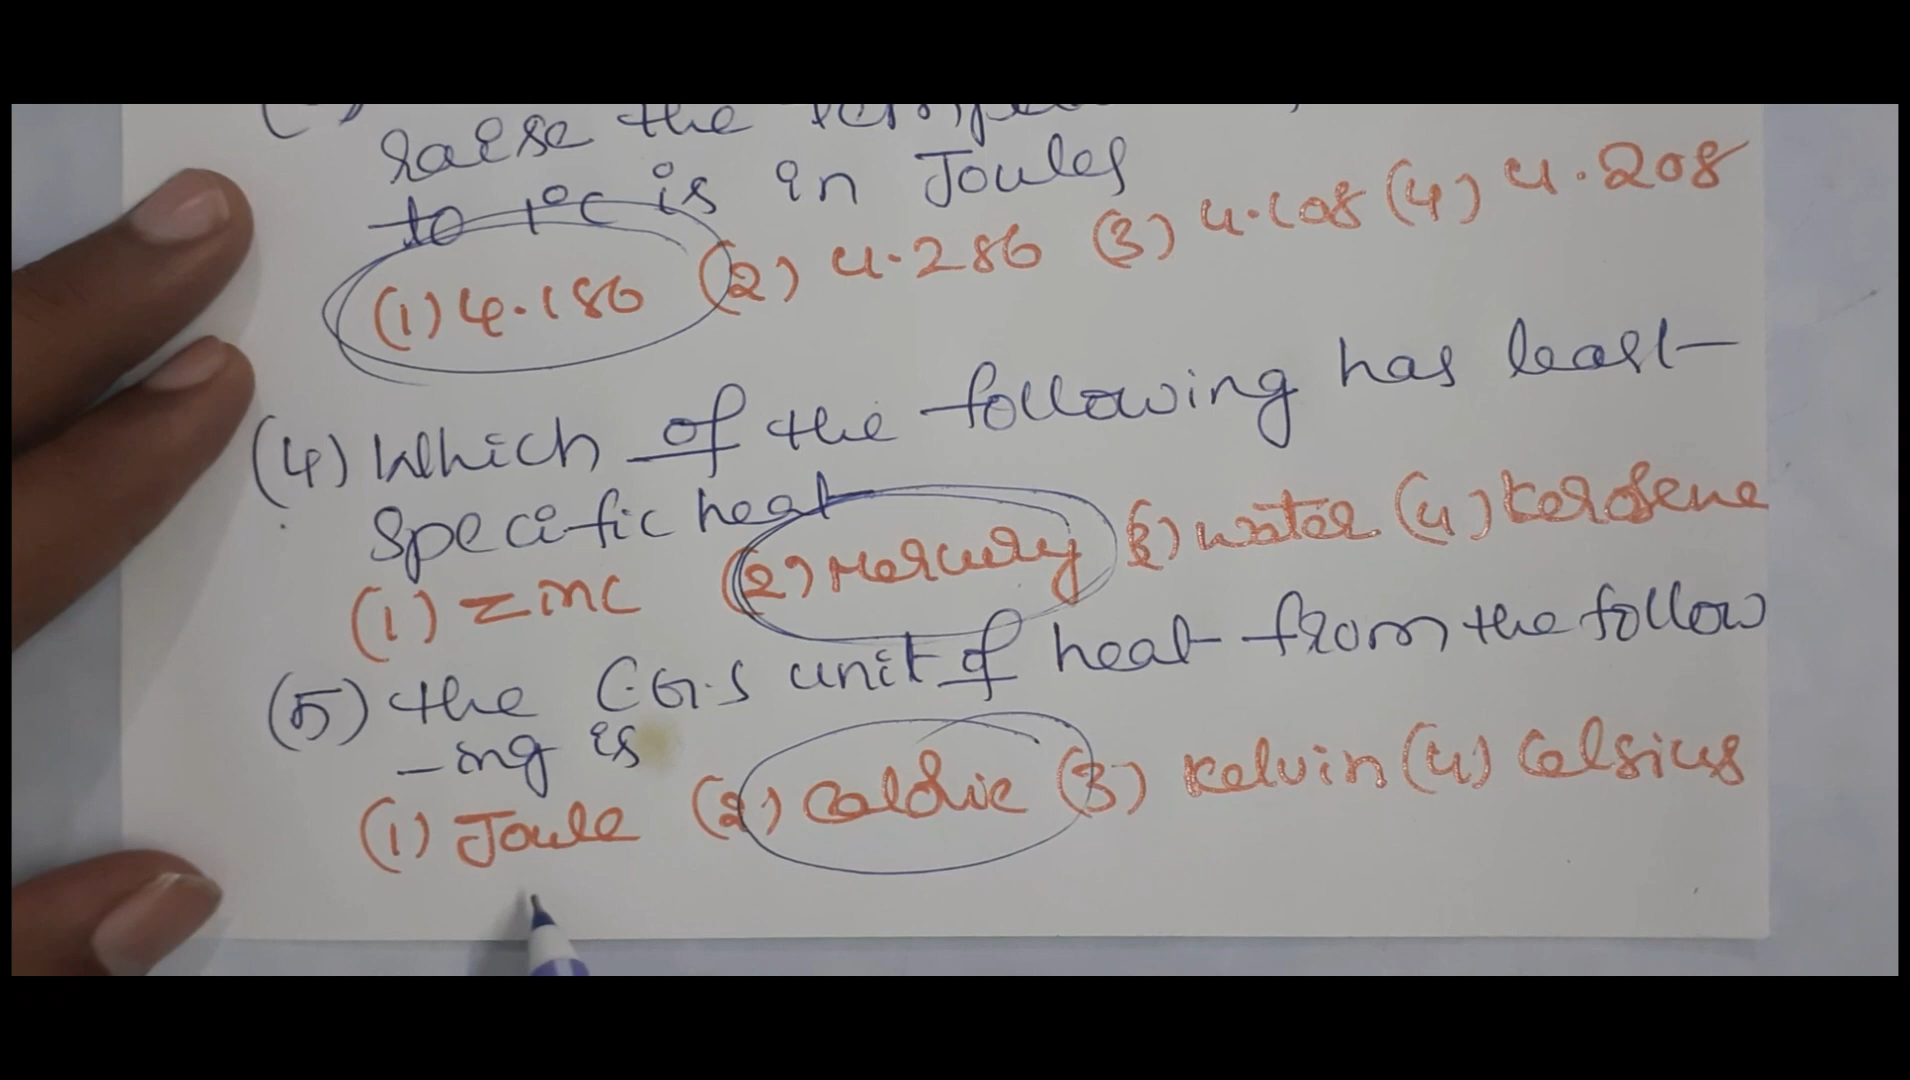 raise the
to 1°C is in Joules
(1) 4.186 (2) 4.286 (3) 4.108 (4) 4.208
(4) Which of the following has least
Specific heat
(1) zinc (2) Mercury (3) water (4) kerosene
(5) the C.G.S unit of heat from the follow
-ing is
(1) Joule (2) Calorie (3) Kelvin (4) Celsius